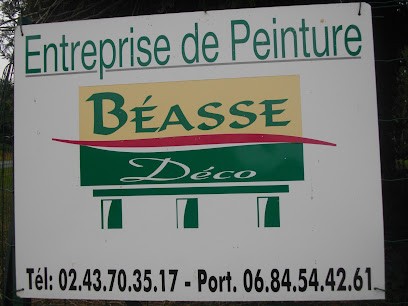 Entreprise de Peinture
BÉASSE
Déco
Tél: 02.43.70.35.17 - Port. 06.84.54.42.61